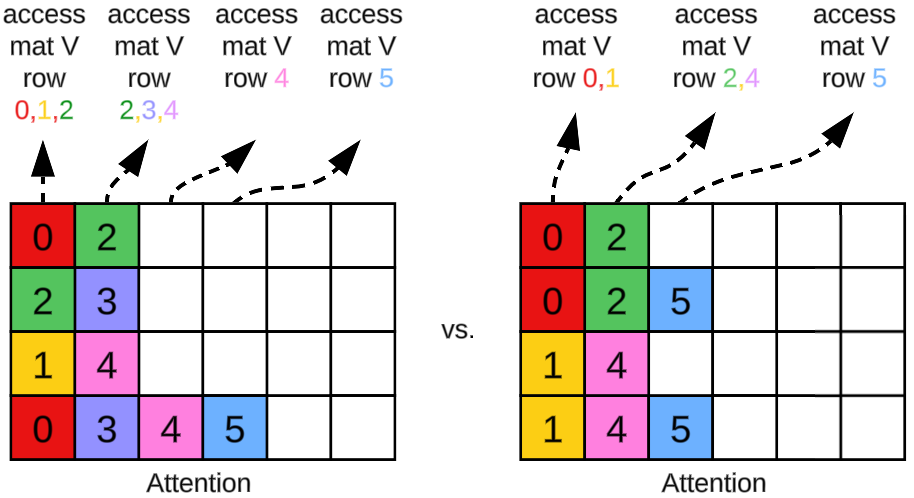 access
mat V
row
0,1,2
access
mat V
row
2,3,4
access
mat V
row 4
access
mat V
row 5
access
mat V
row 0,1
access
mat V
row 2,4
access
mat V
row 5
0 2
2 3
1 4
0 3 4 5
Attention
vs.
0 2
0 2 5
1 4
1 4 5
Attention